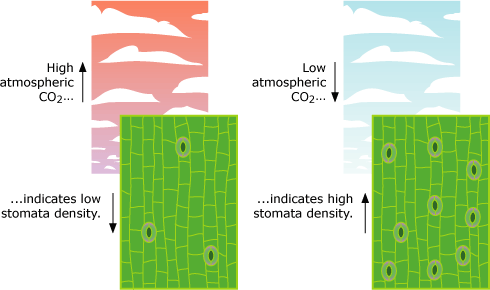 High
atmospheric
CO2...
...indicates low
stomata density.
Low
atmospheric
CO2...
...indicates high
stomata density.